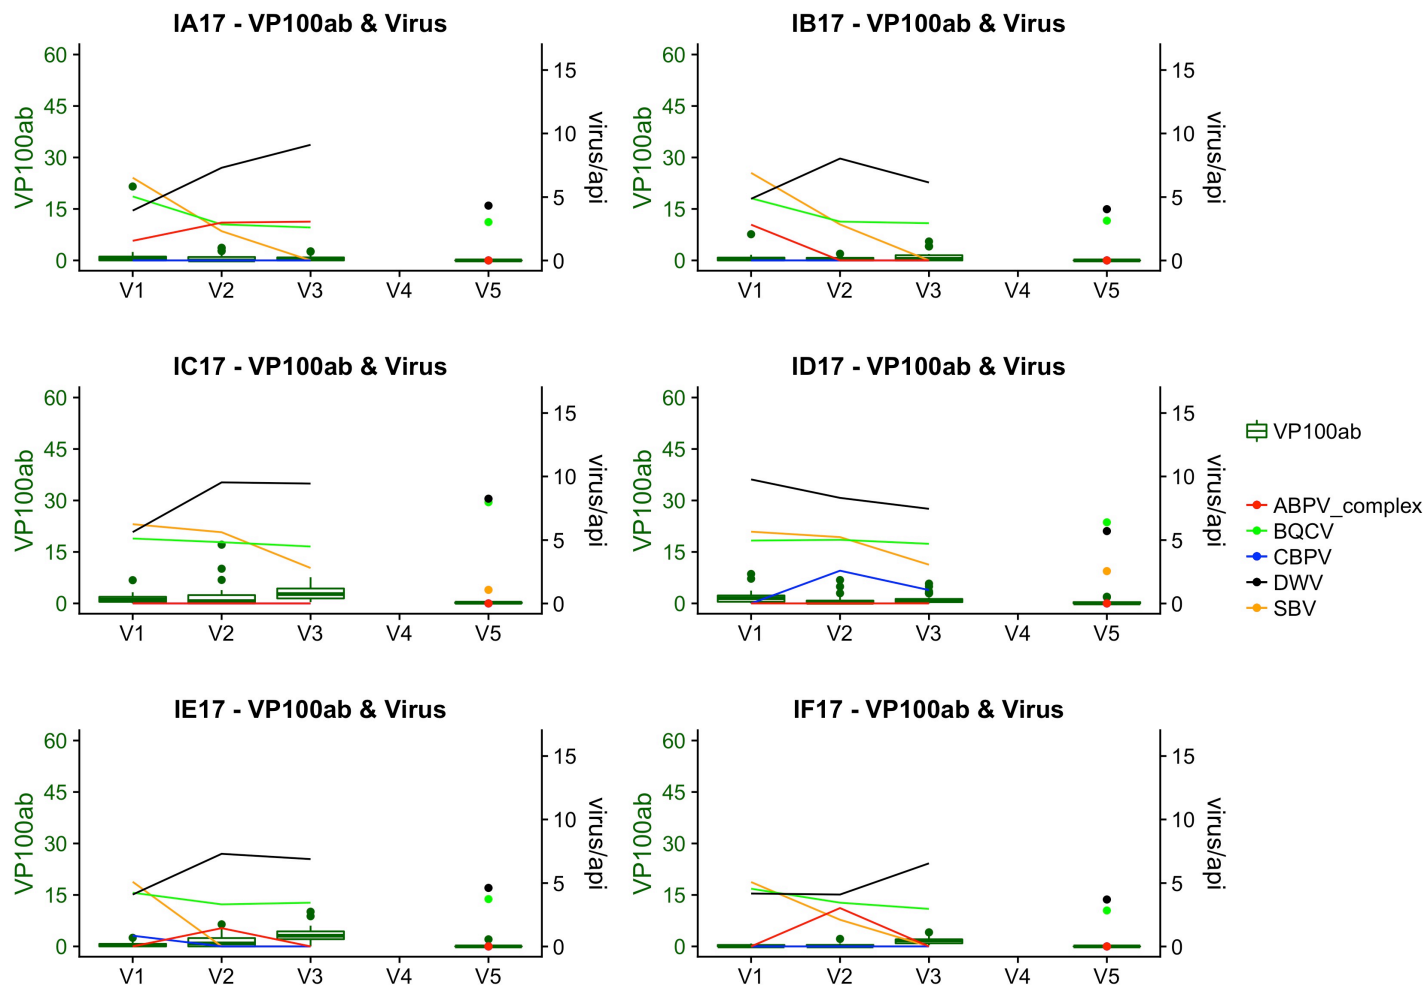 IA17 - VP100ab & Virus
VP100ab
60
45
30
15
0
15
10
5
0
virus/api
V1 V2 V3 V4 V5
IB17 - VP100ab & Virus
VP100ab
60
45
30
15
0
15
10
5
0
virus/api
V1 V2 V3 V4 V5
IC17 - VP100ab & Virus
VP100ab
60
45
30
15
0
15
10
5
0
virus/api
V1 V2 V3 V4 V5
ID17 - VP100ab & Virus
VP100ab
60
45
30
15
0
15
10
5
0
virus/api
V1 V2 V3 V4 V5
VP100ab
ABPV_complex
BQCV
CBPV
DWV
SBV
IE17 - VP100ab & Virus
VP100ab
60
45
30
15
0
15
10
5
0
virus/api
V1 V2 V3 V4 V5
IF17 - VP100ab & Virus
VP100ab
60
45
30
15
0
15
10
5
0
virus/api
V1 V2 V3 V4 V5